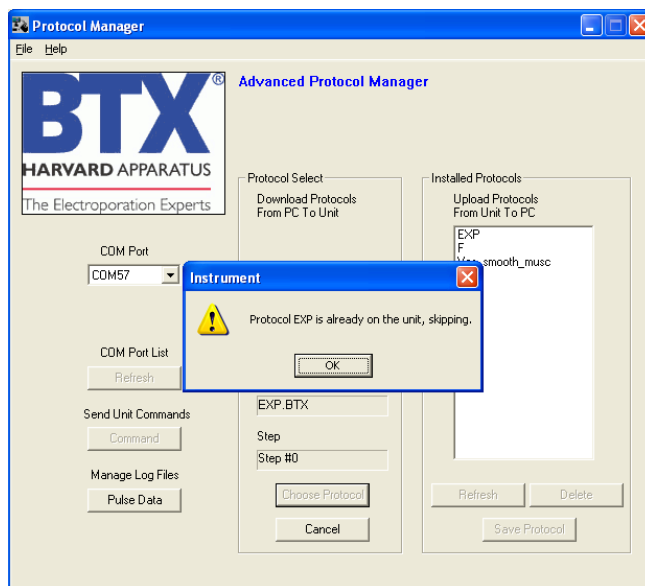 Protocol Manager
File Help
BTX®
HARVARD APPARATUS
The Electroporation Experts
Advanced Protocol Manager
COM Port
COM57
COM Port List
Refresh
Send Unit Commands
Command
Manage Log Files
Pulse Data
Protocol Select
Download Protocols
From PC To Unit
Instrument
Protocol EXP is already on the unit, skipping.
OK
EXP.BTX
Step
Step #0
Choose Protocol
Cancel
Installed Protocols
Upload Protocols
From Unit To PC
EXP
F
smooth_musc
Refresh Delete
Save Protocol